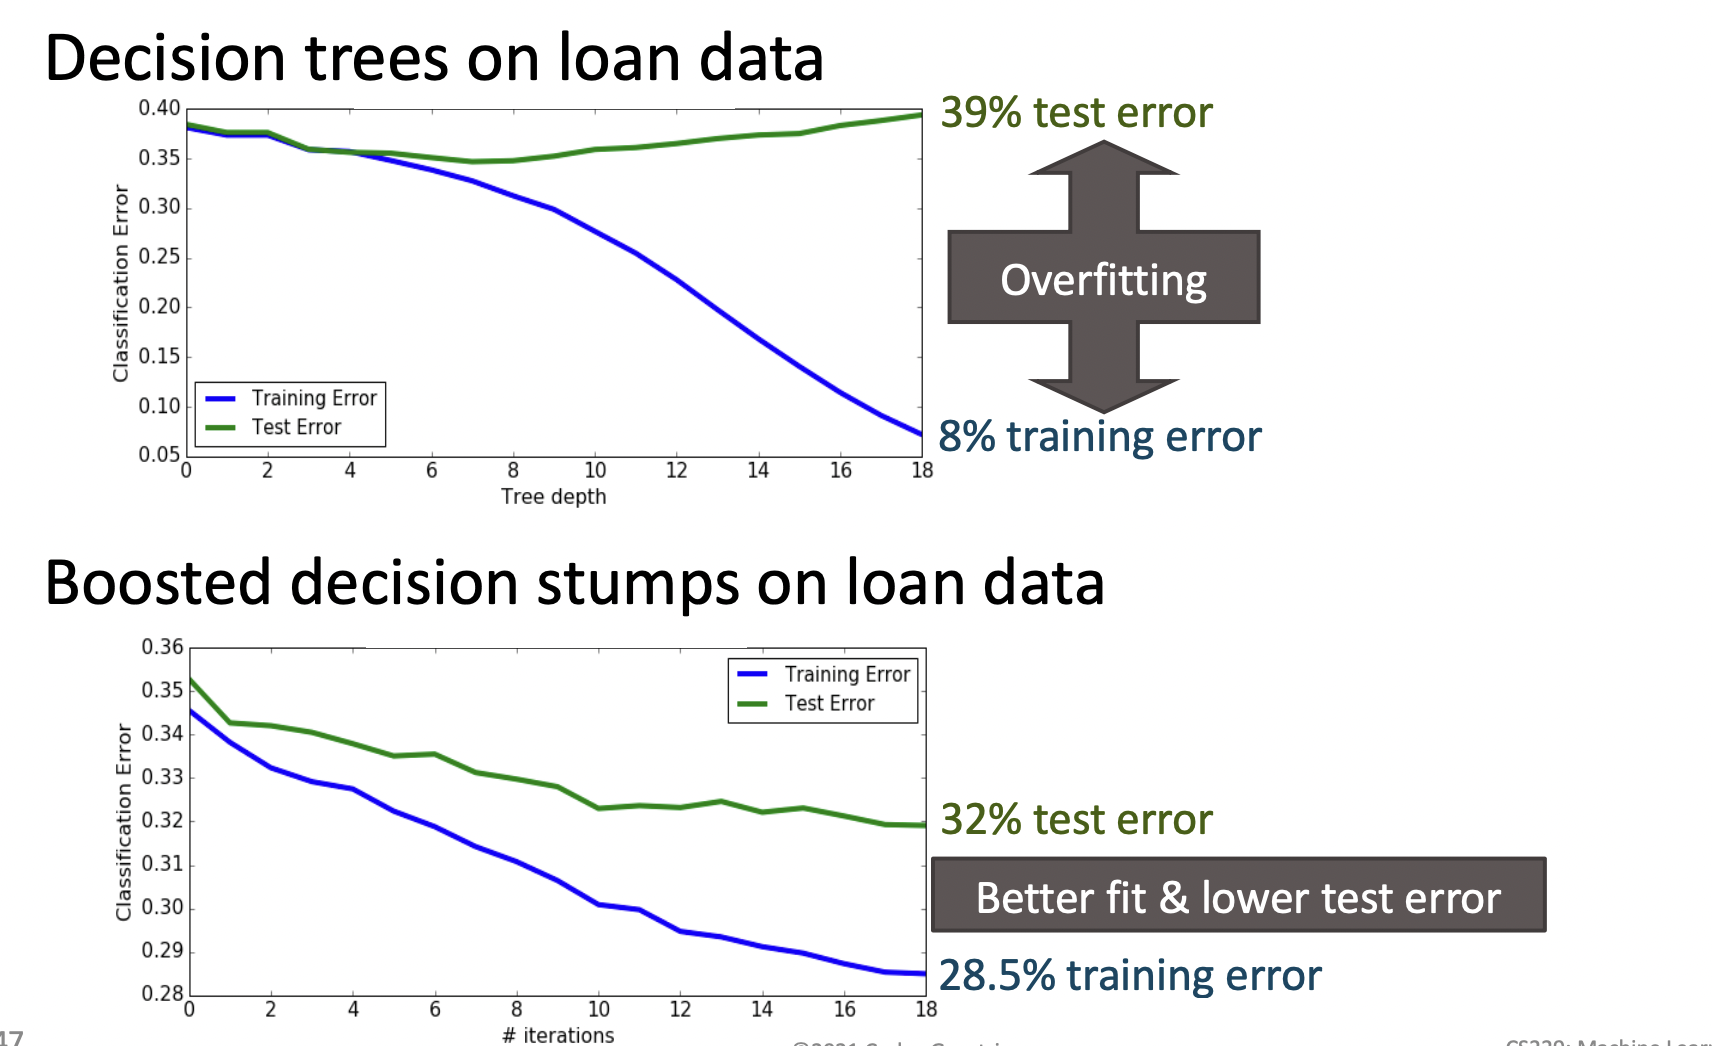 Decision trees on loan data
0.40
0.35
0.30
0.25
0.20
0.15
0.10
0.05
Classification Error
Training Error
Test Error
0 2 4 6 8 10 12 14 16 18
Tree depth
39% test error
Overfitting
8% training error
Boosted decision stumps on loan data
0.36
0.35
0.34
0.33
0.32
0.31
0.30
0.29
0.28
Classification Error
Training Error
Test Error
0 2 4 6 8 10 12 14 16 18
# iterations
32% test error
Better fit & lower test error
28.5% training error
47